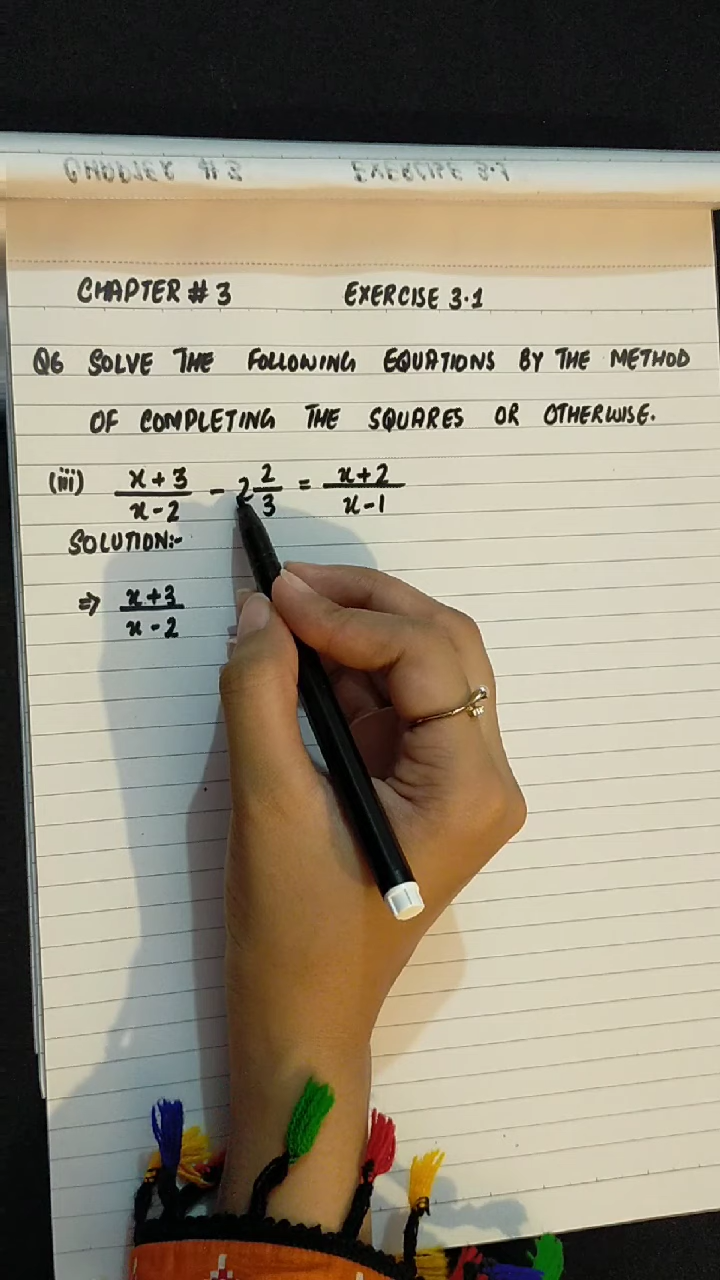 CHAPTER # 3 EXERCISE 3.1
Q6 SOLVE THE FOLLOWING EQUATIONS BY THE METHOD
OF COMPLETING THE SQUARES OR OTHERWISE.
(iii) x+3/x-2 - 2 2/3 = x+2/x-1
SOLUTION:-
⇒ x+3/x-2